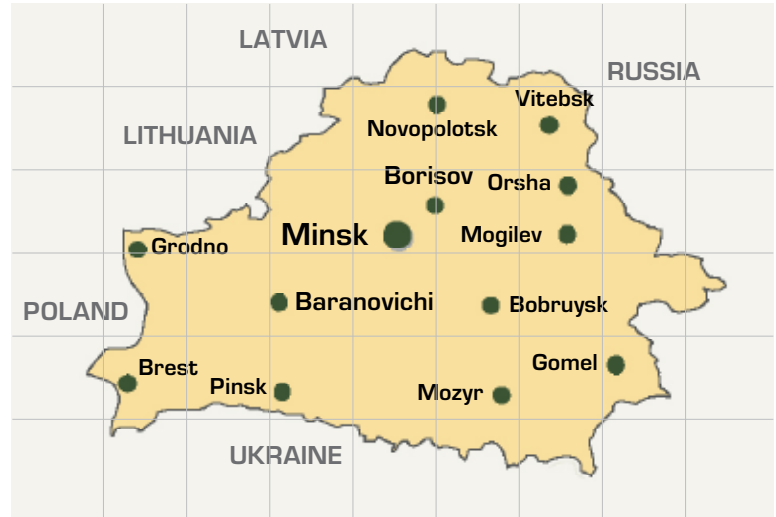 LATVIA
RUSSIA
Vitebsk
Novopolotsk
LITHUANIA
Borisov
Orsha
Minsk
Mogilev
Grodno
Baranovichi
Bobruysk
POLAND
Brest
Gomel
Pinsk
Mozyr
UKRAINE